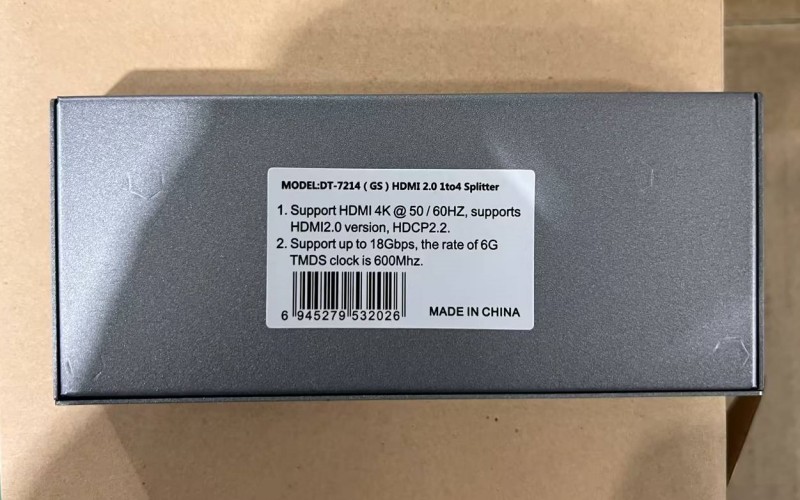 MODEL:DT-7214 ( GS ) HDMI 2.0 1to4 Splitter
1. Support HDMI 4K @ 50 / 60HZ, supports
HDMI2.0 version, HDCP2.2.
2. Support up to 18Gbps, the rate of 6G
TMDS clock is 600Mhz.
6 945279 532026
MADE IN CHINA